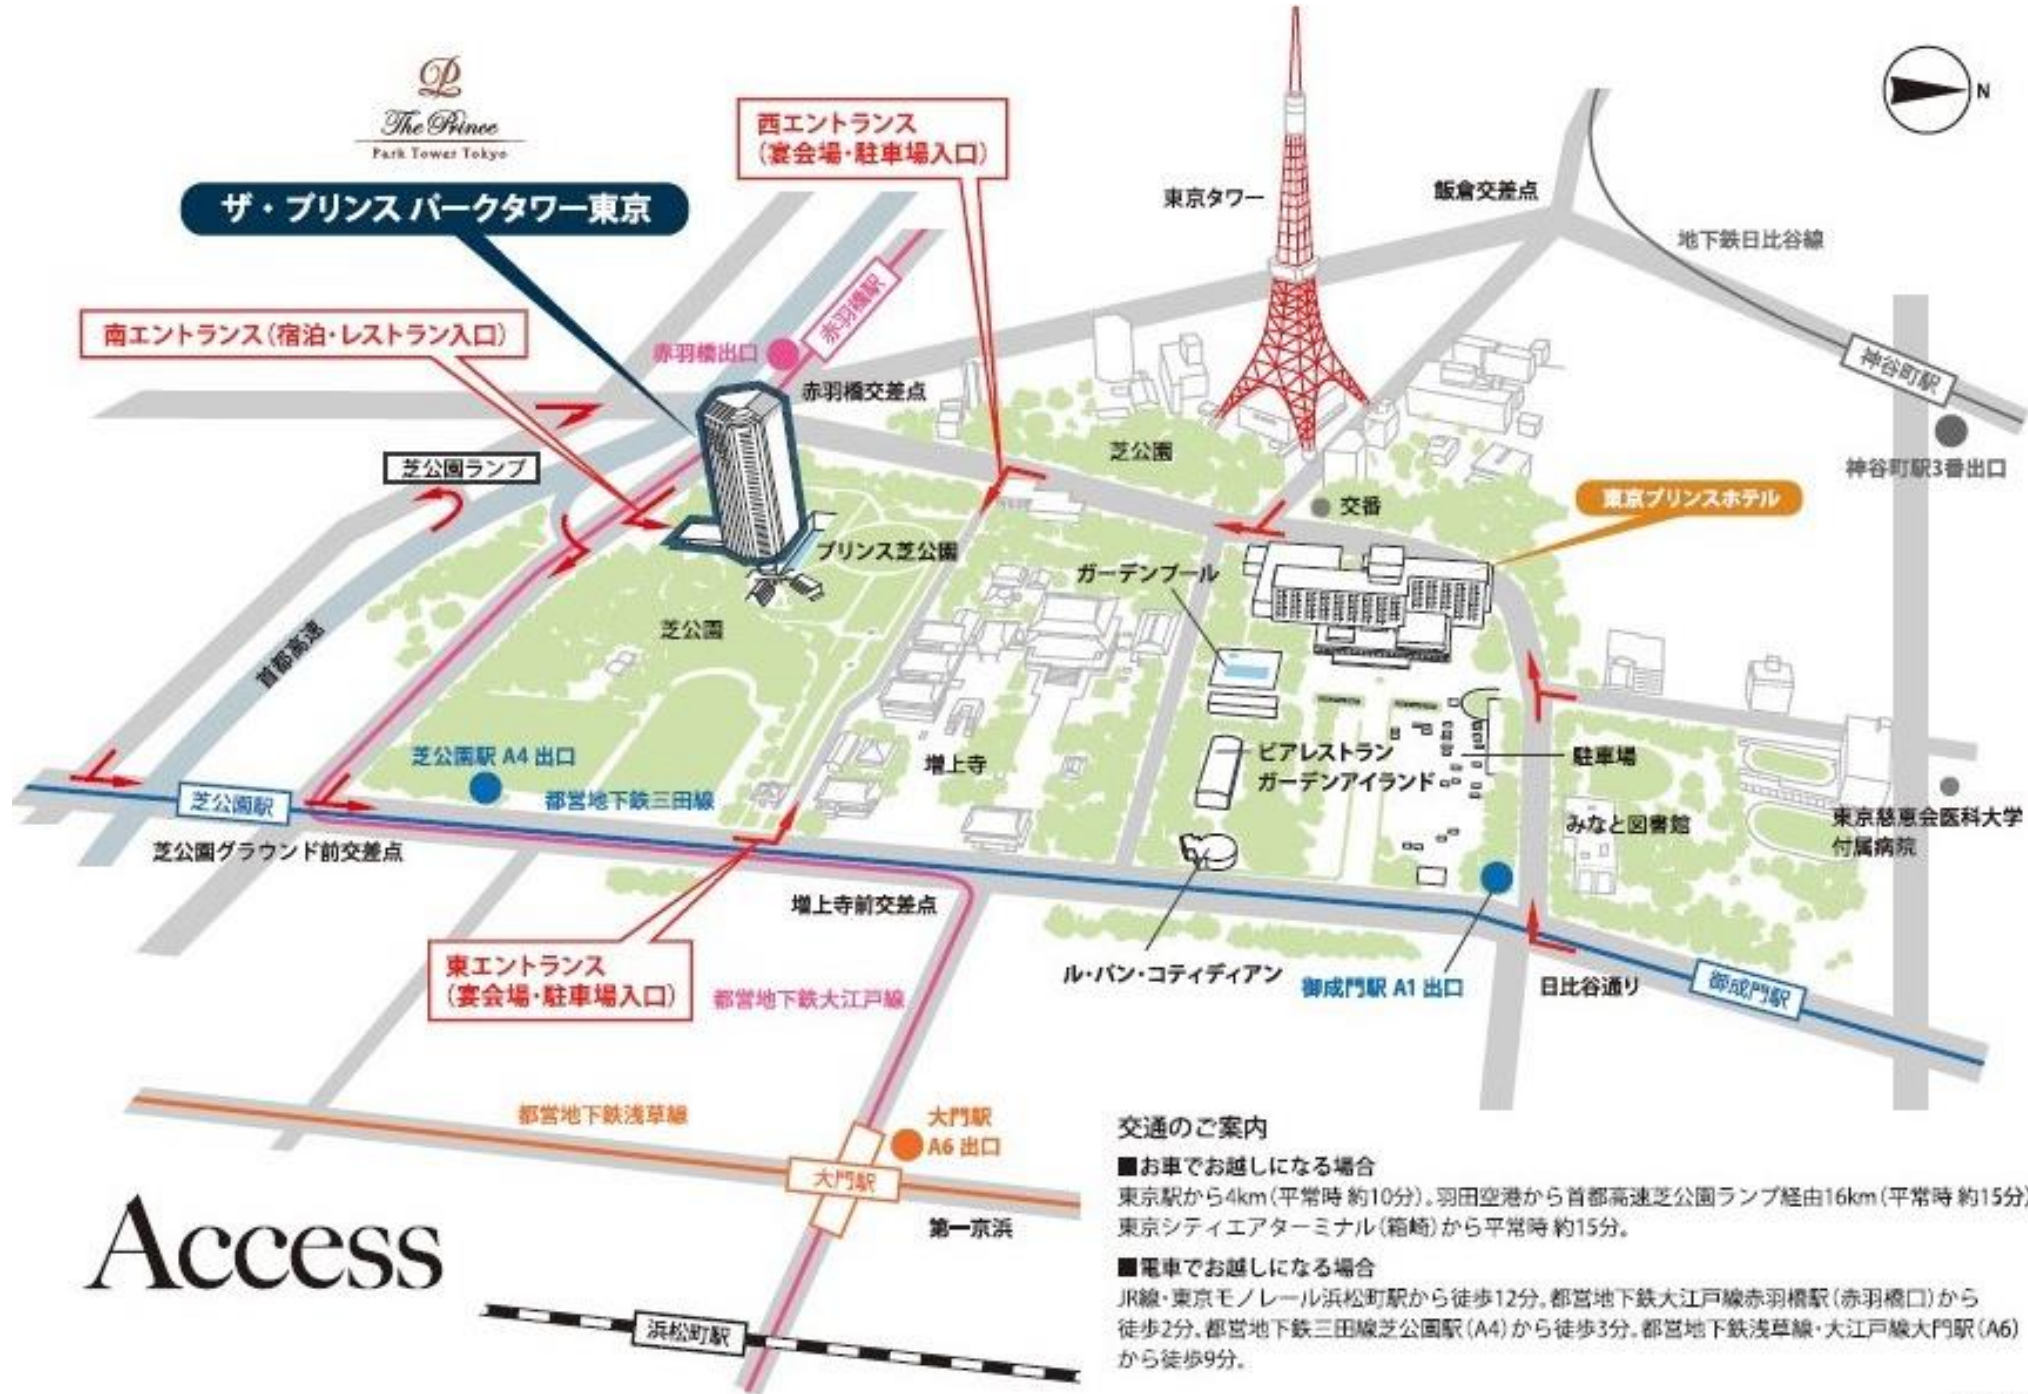 The Prince
Park Tower Tokyo
ザ・プリンス パークタワー東京
西エントランス
(宴会場・駐車場入口)
N
東京タワー
飯倉交差点
地下鉄日比谷線
南エントランス(宿泊・レストラン入口)
赤羽橋出口
赤羽橋駅
赤羽橋交差点
神谷町駅
神谷町駅3番出口
芝公園ランプ
芝公園
交番
東京プリンスホテル
プリンス芝公園
ガーデンプール
芝公園
首都高速
芝公園駅 A4 出口
都営地下鉄三田線
増上寺
ビアレストラン
ガーデンアイランド
駐車場
芝公園駅
芝公園グラウンド前交差点
みなと図書館
東京慈恵会医科大学
付属病院
増上寺前交差点
東エントランス
(宴会場・駐車場入口)
都営地下鉄大江戸線
ル・パン・コティディアン
御成門駅 A1 出口
日比谷通り
御成門駅
都営地下鉄浅草線
大門駅
A6 出口
大門駅
第一京浜
Access
浜松町駅
交通のご案内
■お車でお越しになる場合
東京駅から4km(平常時 約10分)。羽田空港から首都高速芝公園ランプ経由16km(平常時 約15分)
東京シティエアターミナル(箱崎)から平常時 約15分。
■電車でお越しになる場合
JR線・東京モノレール浜松町駅から徒歩12分。都営地下鉄大江戸線赤羽橋駅(赤羽橋口)から
徒歩2分。都営地下鉄三田線芝公園駅(A4)から徒歩3分。都営地下鉄浅草線・大江戸線大門駅(A6)
から徒歩9分。